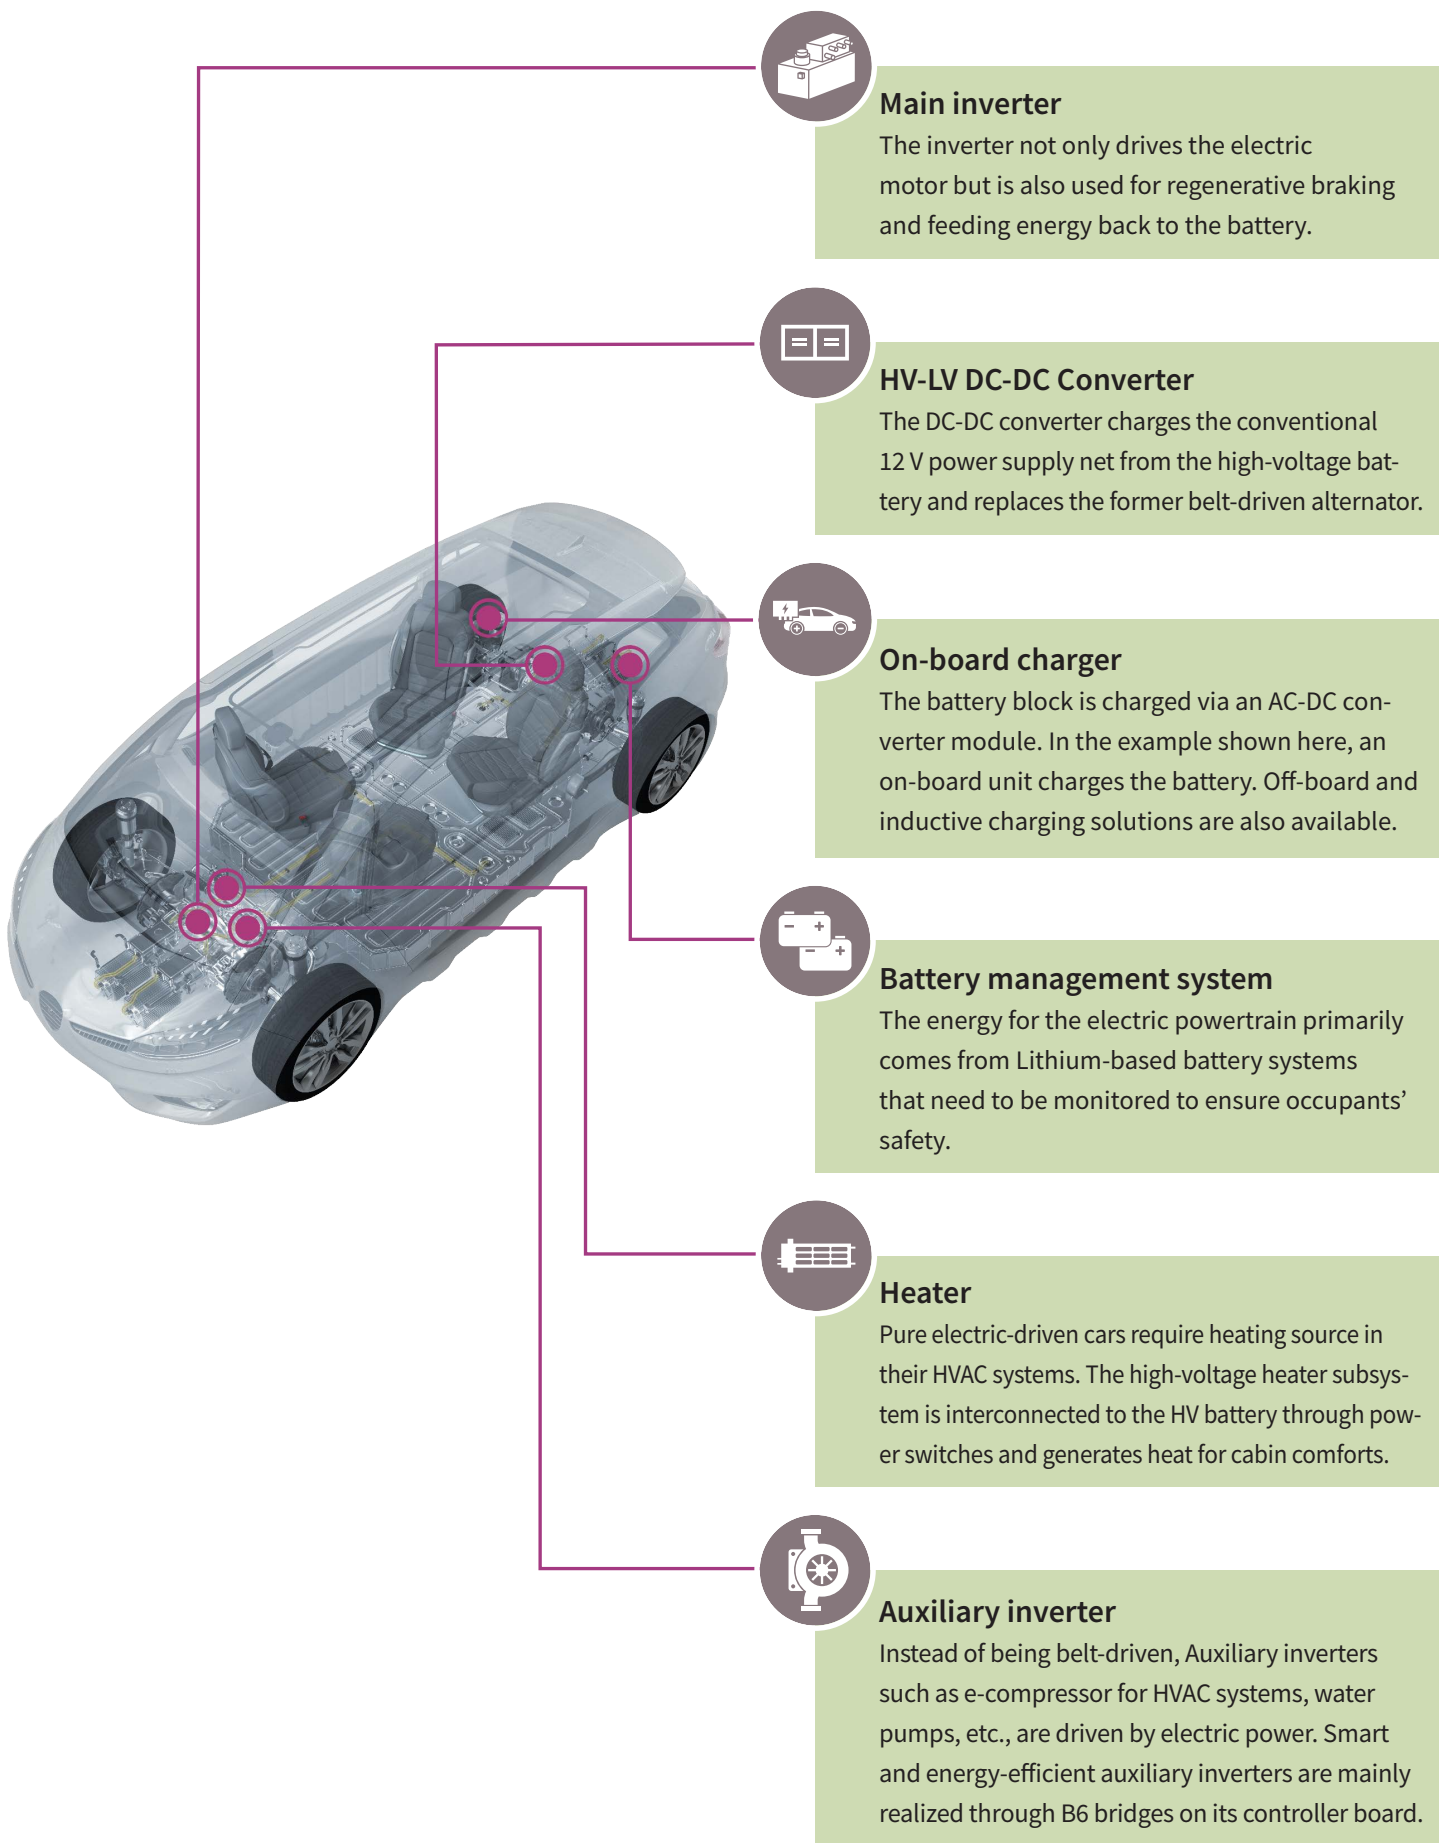 Main inverter
The inverter not only drives the electric
motor but is also used for regenerative braking
and feeding energy back to the battery.
HV-LV DC-DC Converter
The DC-DC converter charges the conventional
12 V power supply net from the high-voltage bat-
tery and replaces the former belt-driven alternator.
On-board charger
The battery block is charged via an AC-DC con-
verter module. In the example shown here, an
on-board unit charges the battery. Off-board and
inductive charging solutions are also available.
Battery management system
The energy for the electric powertrain primarily
comes from Lithium-based battery systems
that need to be monitored to ensure occupants’
safety.
Heater
Pure electric-driven cars require heating source in
their HVAC systems. The high-voltage heater subsys-
tem is interconnected to the HV battery through pow-
er switches and generates heat for cabin comforts.
Auxiliary inverter
Instead of being belt-driven, Auxiliary inverters
such as e-compressor for HVAC systems, water
pumps, etc., are driven by electric power. Smart
and energy-efficient auxiliary inverters are mainly
realized through B6 bridges on its controller board.